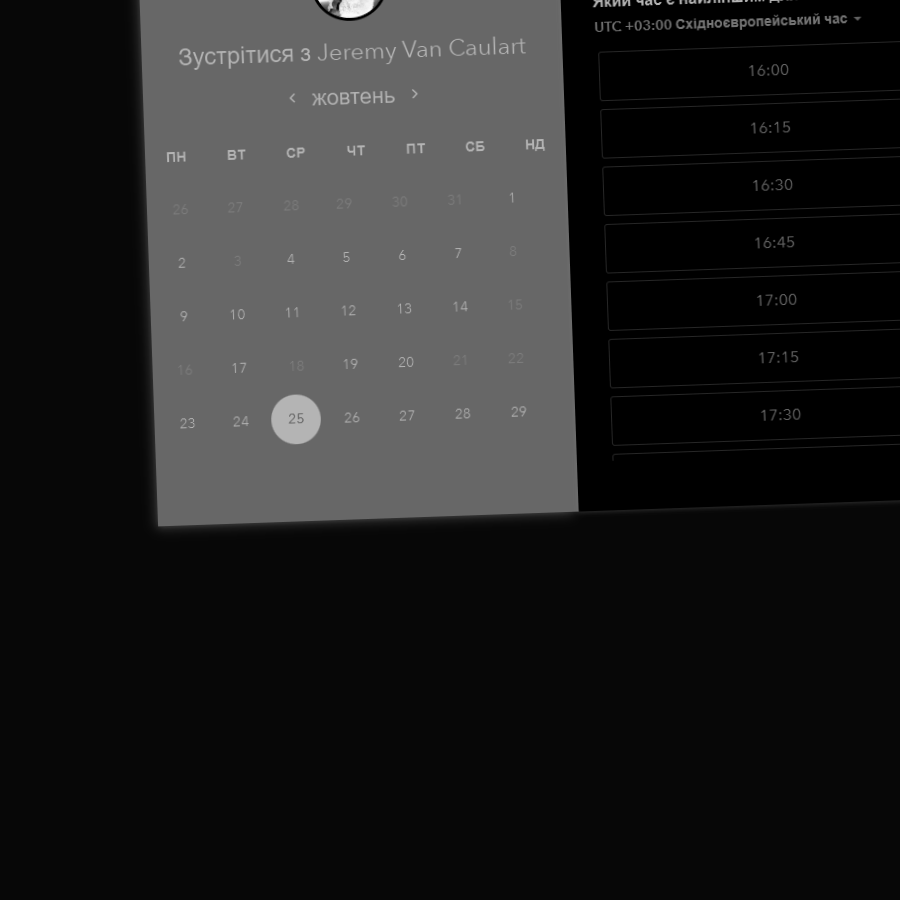 Зустрітися з Jeremy Van Caulart
‹ жовтень ›
ПН ВТ СР ЧТ ПТ СБ НД
26 27 28 29 30 31 1
2 3 4 5 6 7 8
9 10 11 12 13 14 15
16 17 18 19 20 21 22
23 24 25 26 27 28 29
Який час є
UTC +03:00 Східноєвропейський час
16:00
16:15
16:30
16:45
17:00
17:15
17:30